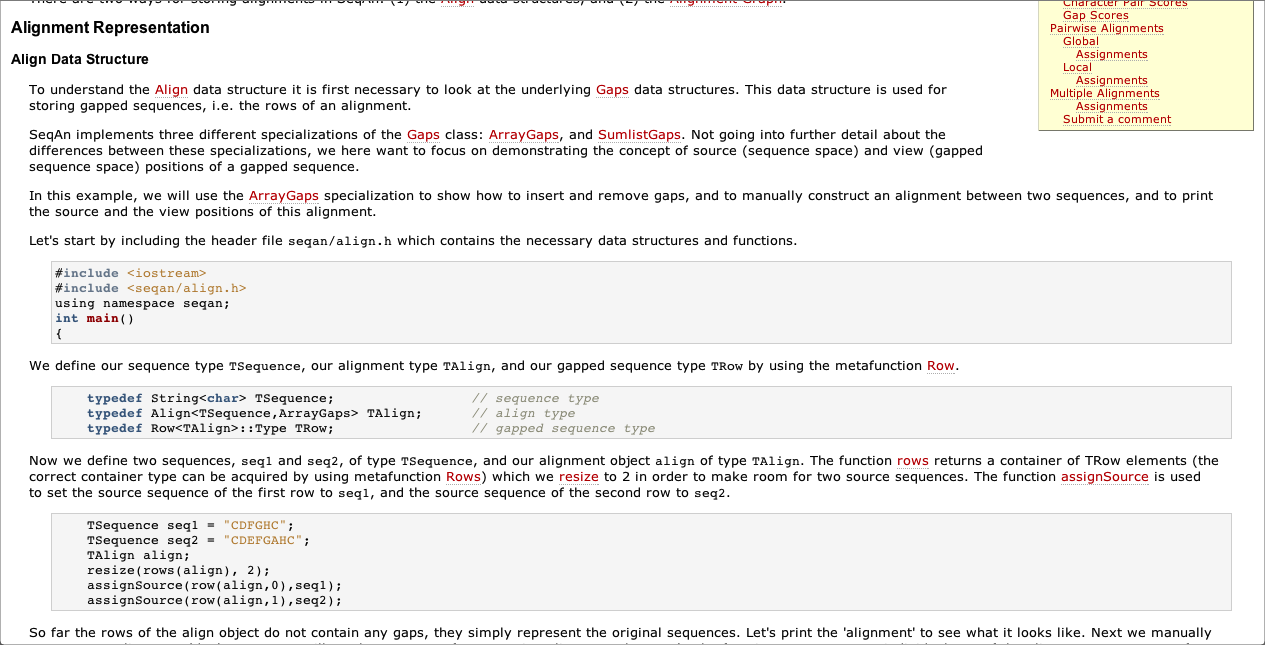 There are two ways for storing alignments in SeqAn: (1) the Align data structures, and (2) the Alignment Graph.
Alignment Representation
Align Data Structure
To understand the Align data structure it is first necessary to look at the underlying Gaps data structures. This data structure is used for
storing gapped sequences, i.e. the rows of an alignment.
SeqAn implements three different specializations of the Gaps class: ArrayGaps, and SumlistGaps. Not going into further detail about the
differences between these specializations, we here want to focus on demonstrating the concept of source (sequence space) and view (gapped
sequence space) positions of a gapped sequence.
In this example, we will use the ArrayGaps specialization to show how to insert and remove gaps, and to manually construct an alignment between two sequences, and to print
the source and the view positions of this alignment.
Let's start by including the header file seqan/align.h which contains the necessary data structures and functions.
#include <iostream>
#include <seqan/align.h>
using namespace seqan;
int main()
{
We define our sequence type TSequence, our alignment type TAlign, and our gapped sequence type TRow by using the metafunction Row.
typedef String<char> TSequence; // sequence type
typedef Align<TSequence,ArrayGaps> TAlign; // align type
typedef Row<TAlign>::Type TRow; // gapped sequence type
Now we define two sequences, seq1 and seq2, of type TSequence, and our alignment object align of type TAlign. The function rows returns a container of TRow elements (the
correct container type can be acquired by using metafunction Rows) which we resize to 2 in order to make room for two source sequences. The function assignSource is used
to set the source sequence of the first row to seq1, and the source sequence of the second row to seq2.
TSequence seq1 = "CDFGHC";
TSequence seq2 = "CDEFGAHC";
TAlign align;
resize(rows(align), 2);
assignSource(row(align,0),seq1);
assignSource(row(align,1),seq2);
So far the rows of the align object do not contain any gaps, they simply represent the original sequences. Let's print the 'alignment' to see what it looks like. Next we manually
Character Pair Scores
Gap Scores
Pairwise Alignments
Global
Assignments
Local
Assignments
Multiple Alignments
Assignments
Submit a comment